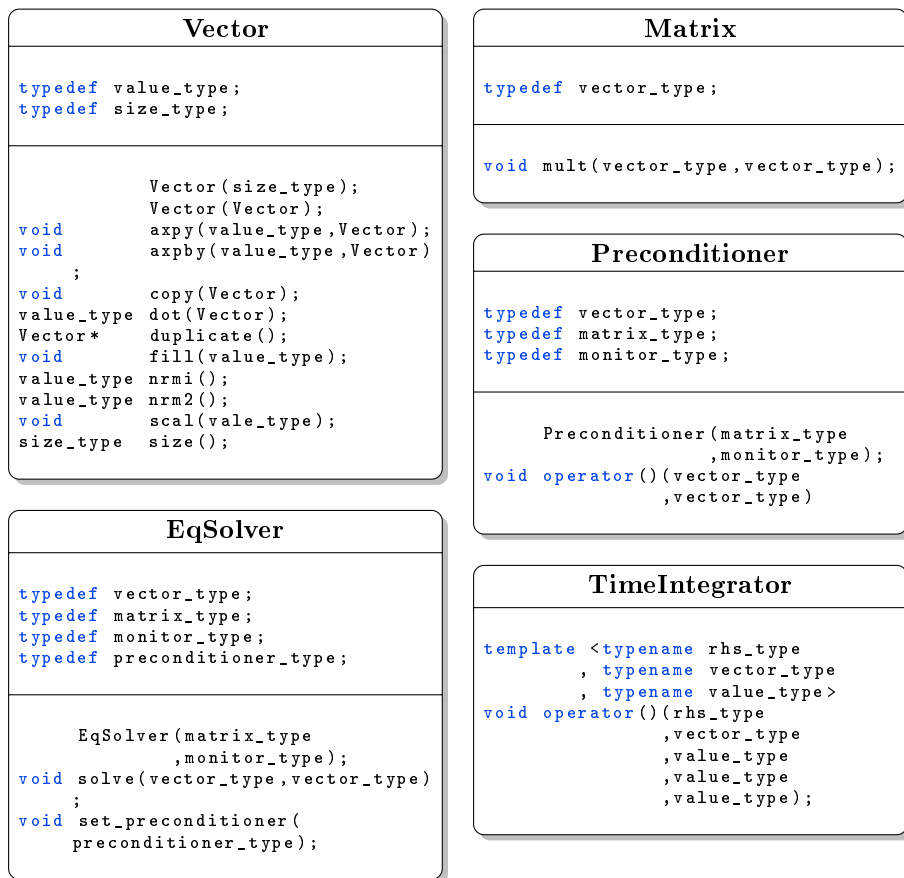 Vector
typedef value_type;
typedef size_type;
Vector(size_type);
Vector(Vector);
void axpy(value_type,Vector);
void axpby(value_type,Vector)
;
void copy(Vector);
value_type dot(Vector);
Vector* duplicate();
void fill(value_type);
value_type nrmi();
value_type nrm2();
void scal(vale_type);
size_type size();
EqSolver
typedef vector_type;
typedef matrix_type;
typedef monitor_type;
typedef preconditioner_type;
EqSolver(matrix_type
,monitor_type);
void solve(vector_type,vector_type)
;
void set_preconditioner(
preconditioner_type);
Matrix
typedef vector_type;
void mult(vector_type,vector_type);
Preconditioner
typedef vector_type;
typedef matrix_type;
typedef monitor_type;
Preconditioner(matrix_type
,monitor_type);
void operator()(vector_type
,vector_type)
TimeIntegrator
template <typename rhs_type
, typename vector_type
, typename value_type>
void operator()(rhs_type
,vector_type
,value_type
,value_type
,value_type);